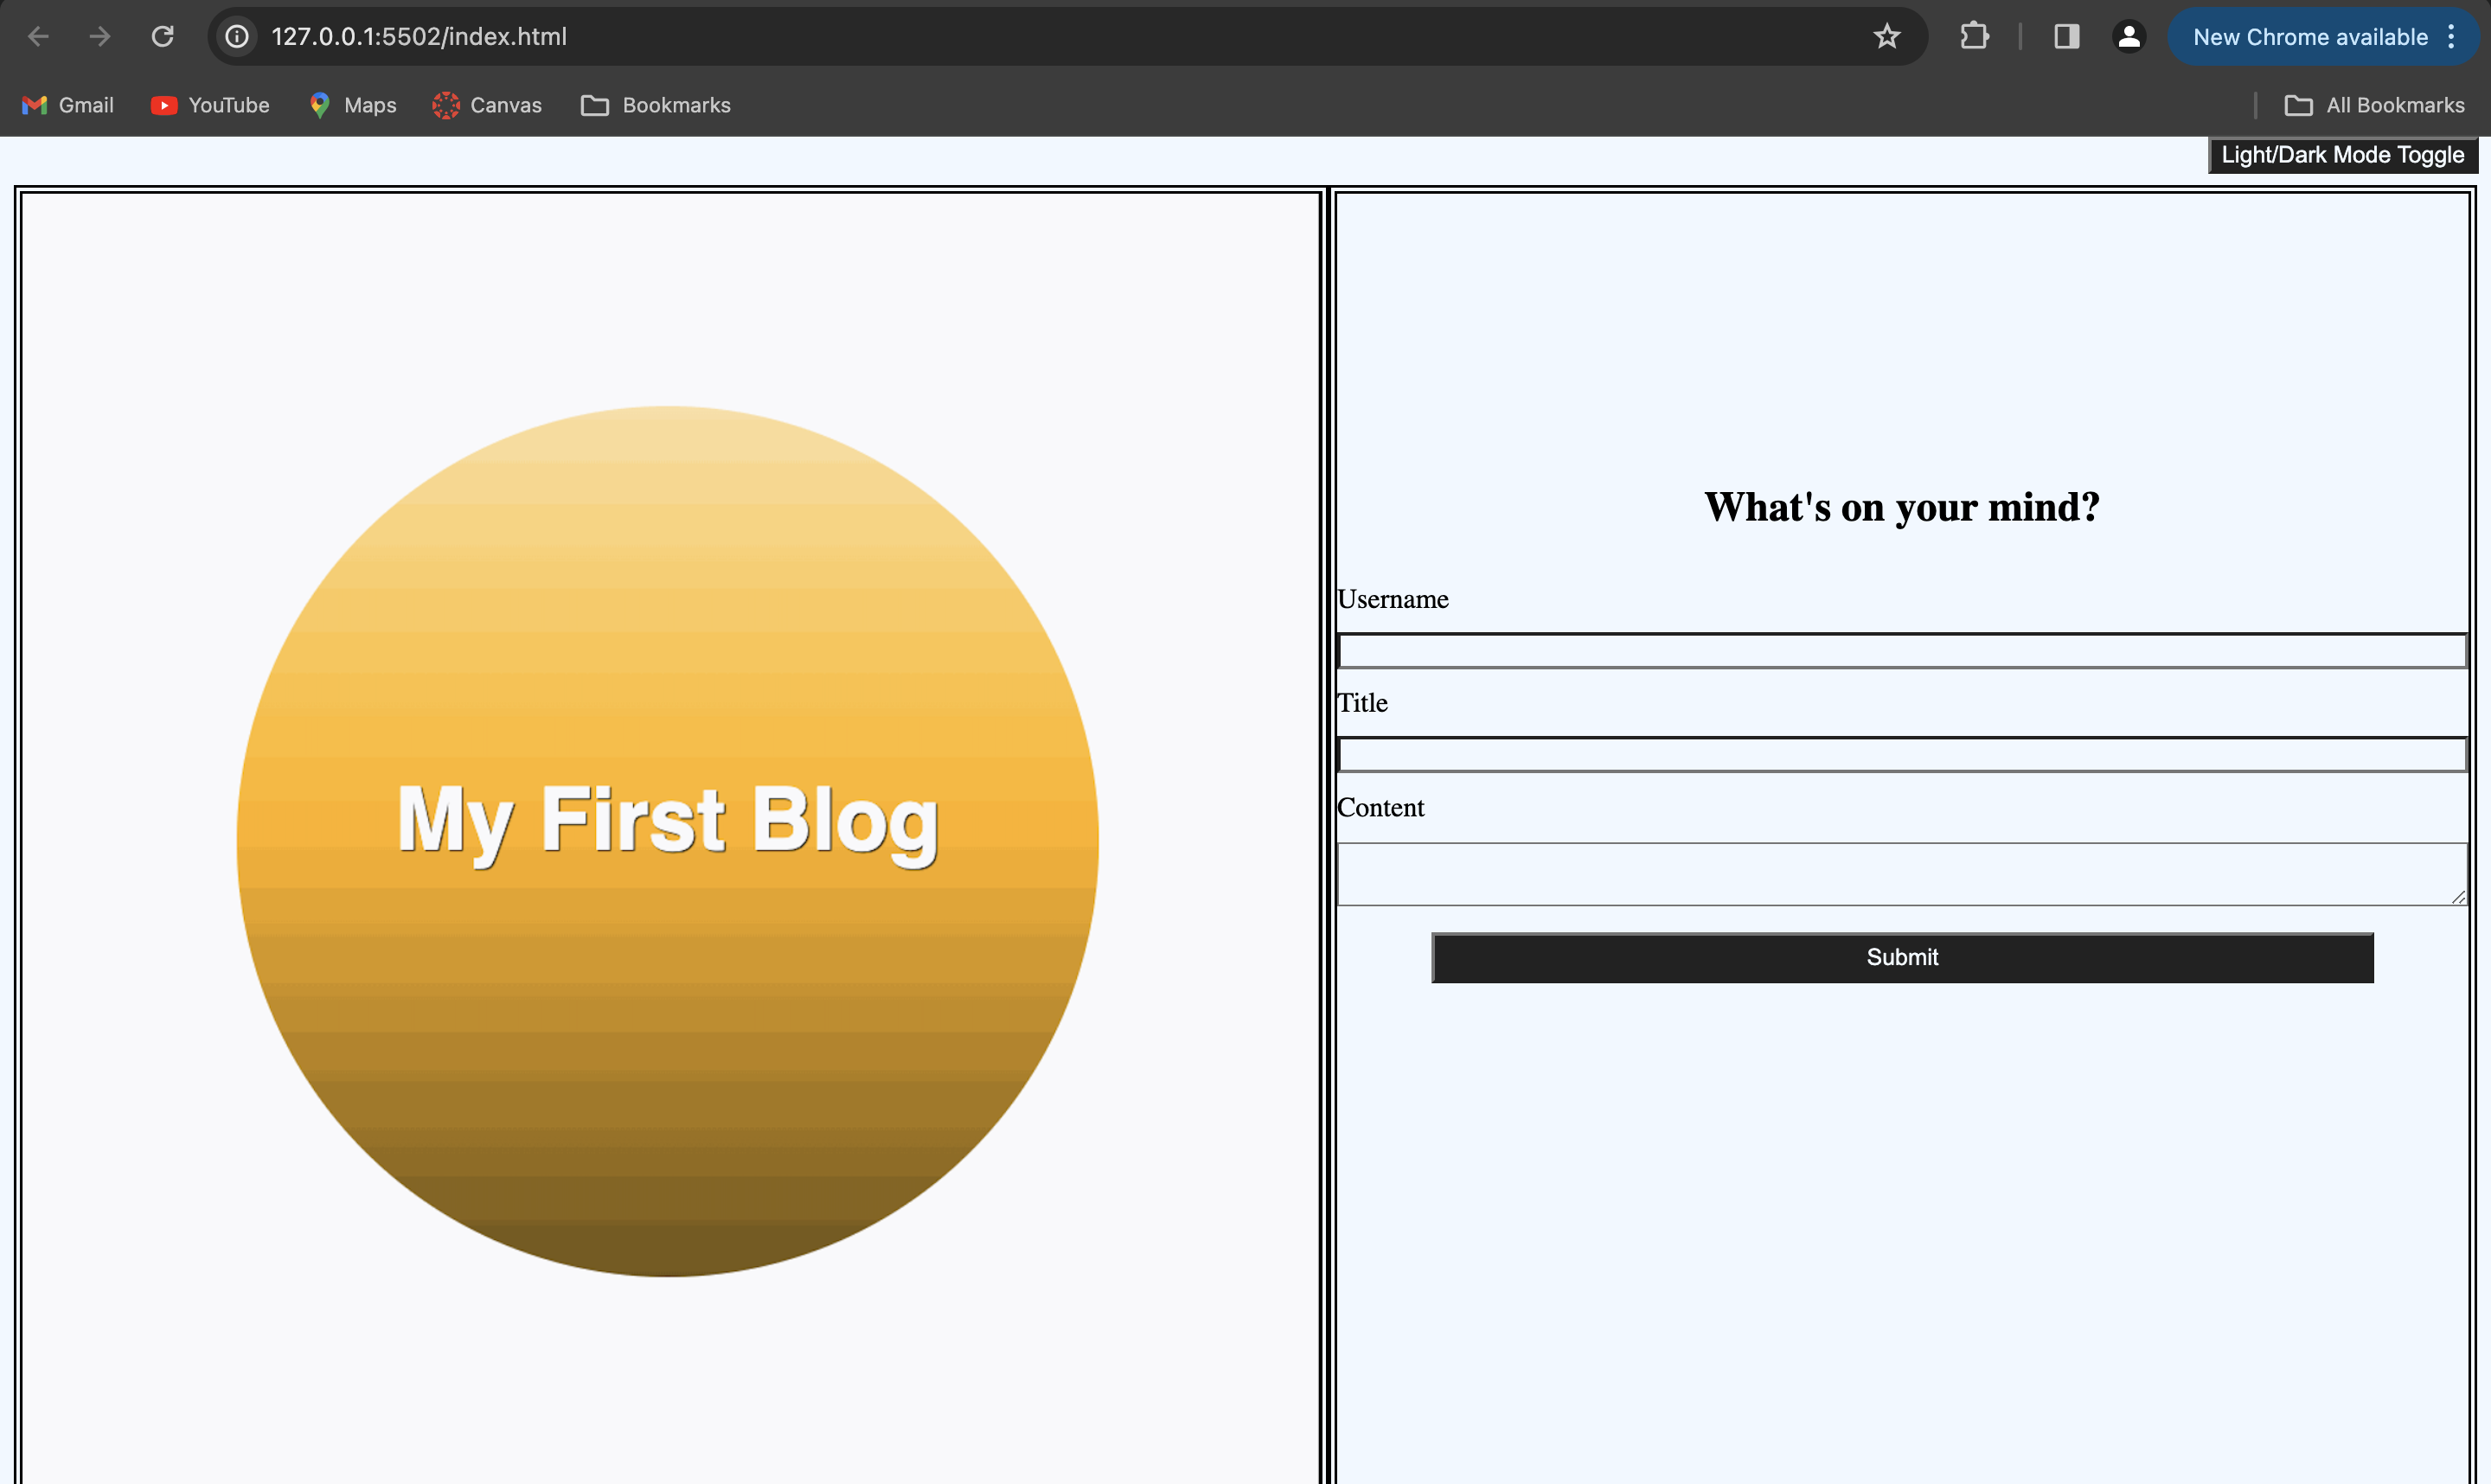 127.0.0.1:5502/index.html
New Chrome available
Gmail YouTube Maps Canvas Bookmarks All Bookmarks
Light/Dark Mode Toggle
My First Blog
What's on your mind?
Username
Title
Content
Submit